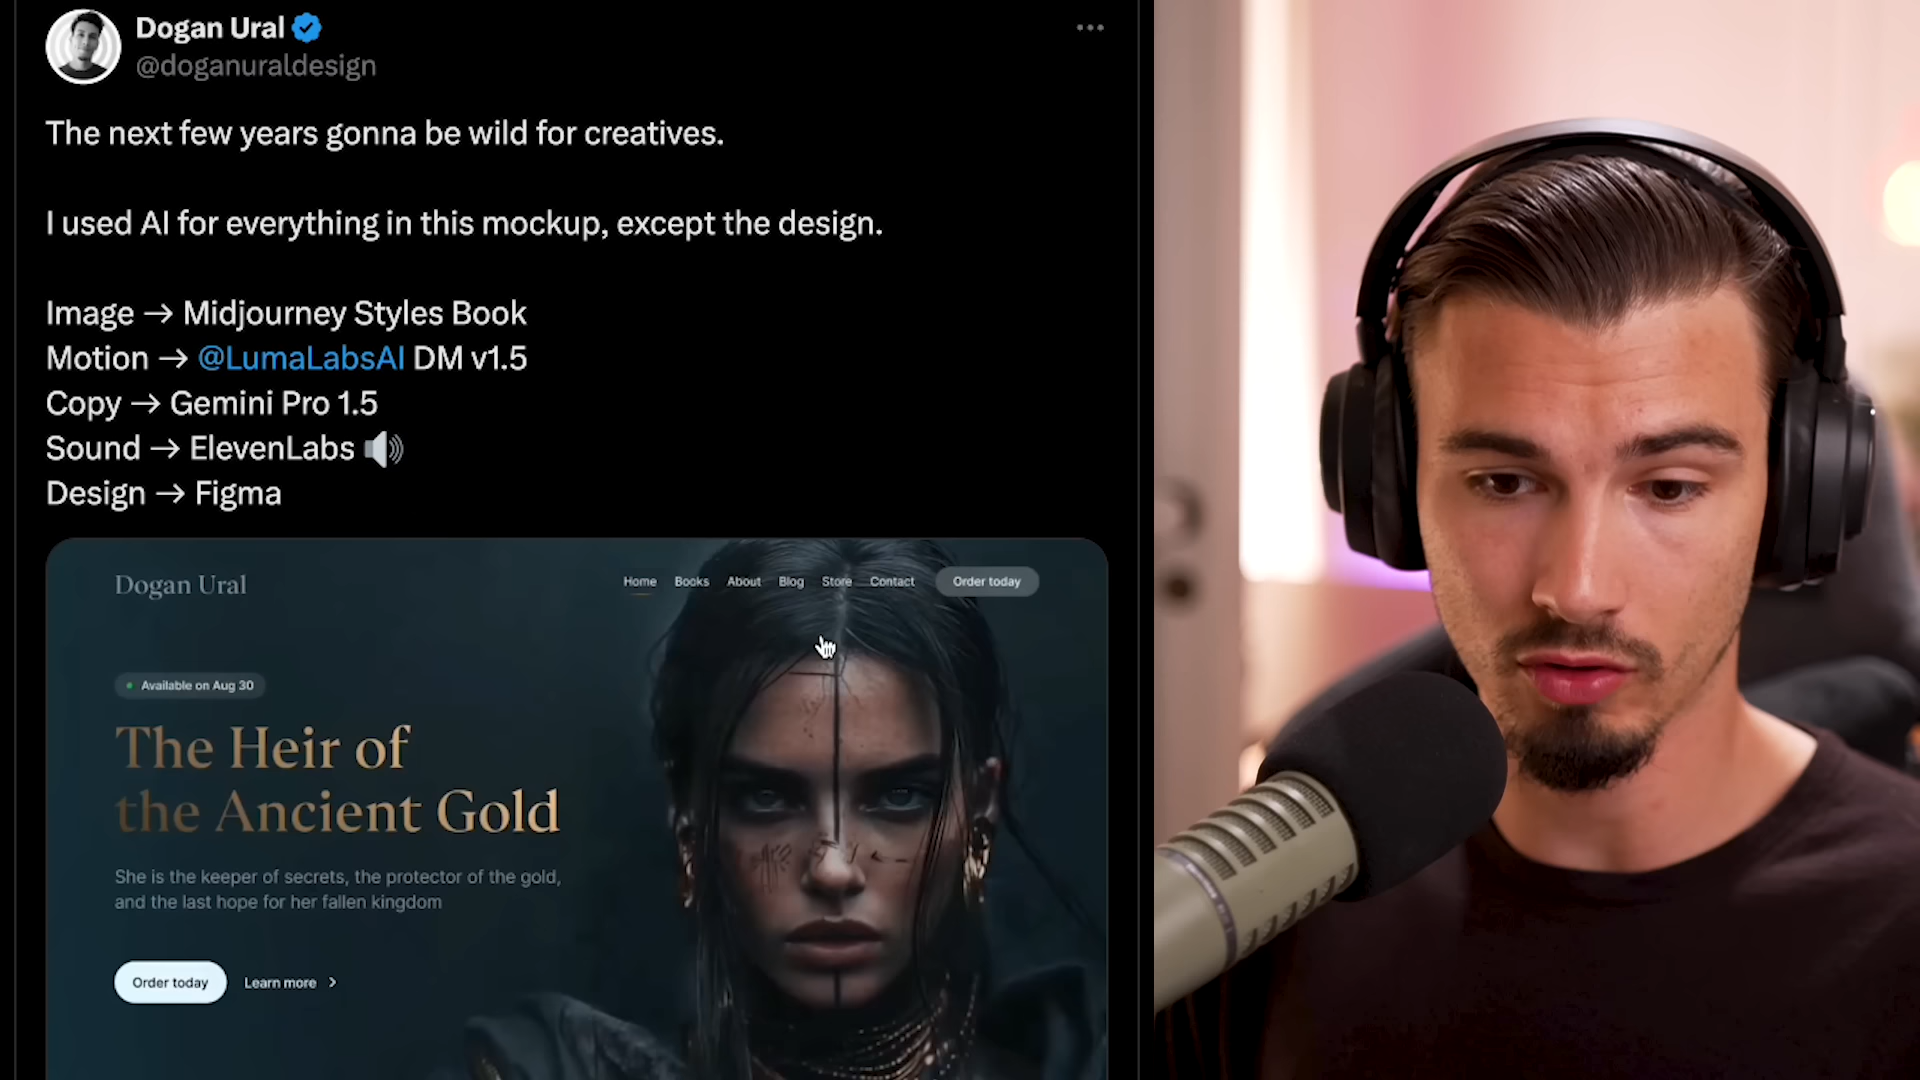 Dogan Ural
@doganuraldesign
The next few years gonna be wild for creatives.
I used AI for everything in this mockup, except the design.
Image → Midjourney Styles Book
Motion → @LumaLabsAI DM v1.5
Copy → Gemini Pro 1.5
Sound → ElevenLabs 🔊
Design → Figma
Dogan Ural
Home Books About Blog Store Contact Order today
Available on Aug 30
The Heir of
the Ancient Gold
She is the keeper of secrets, the protector of the gold,
and the last hope for her fallen kingdom
Order today Learn more >